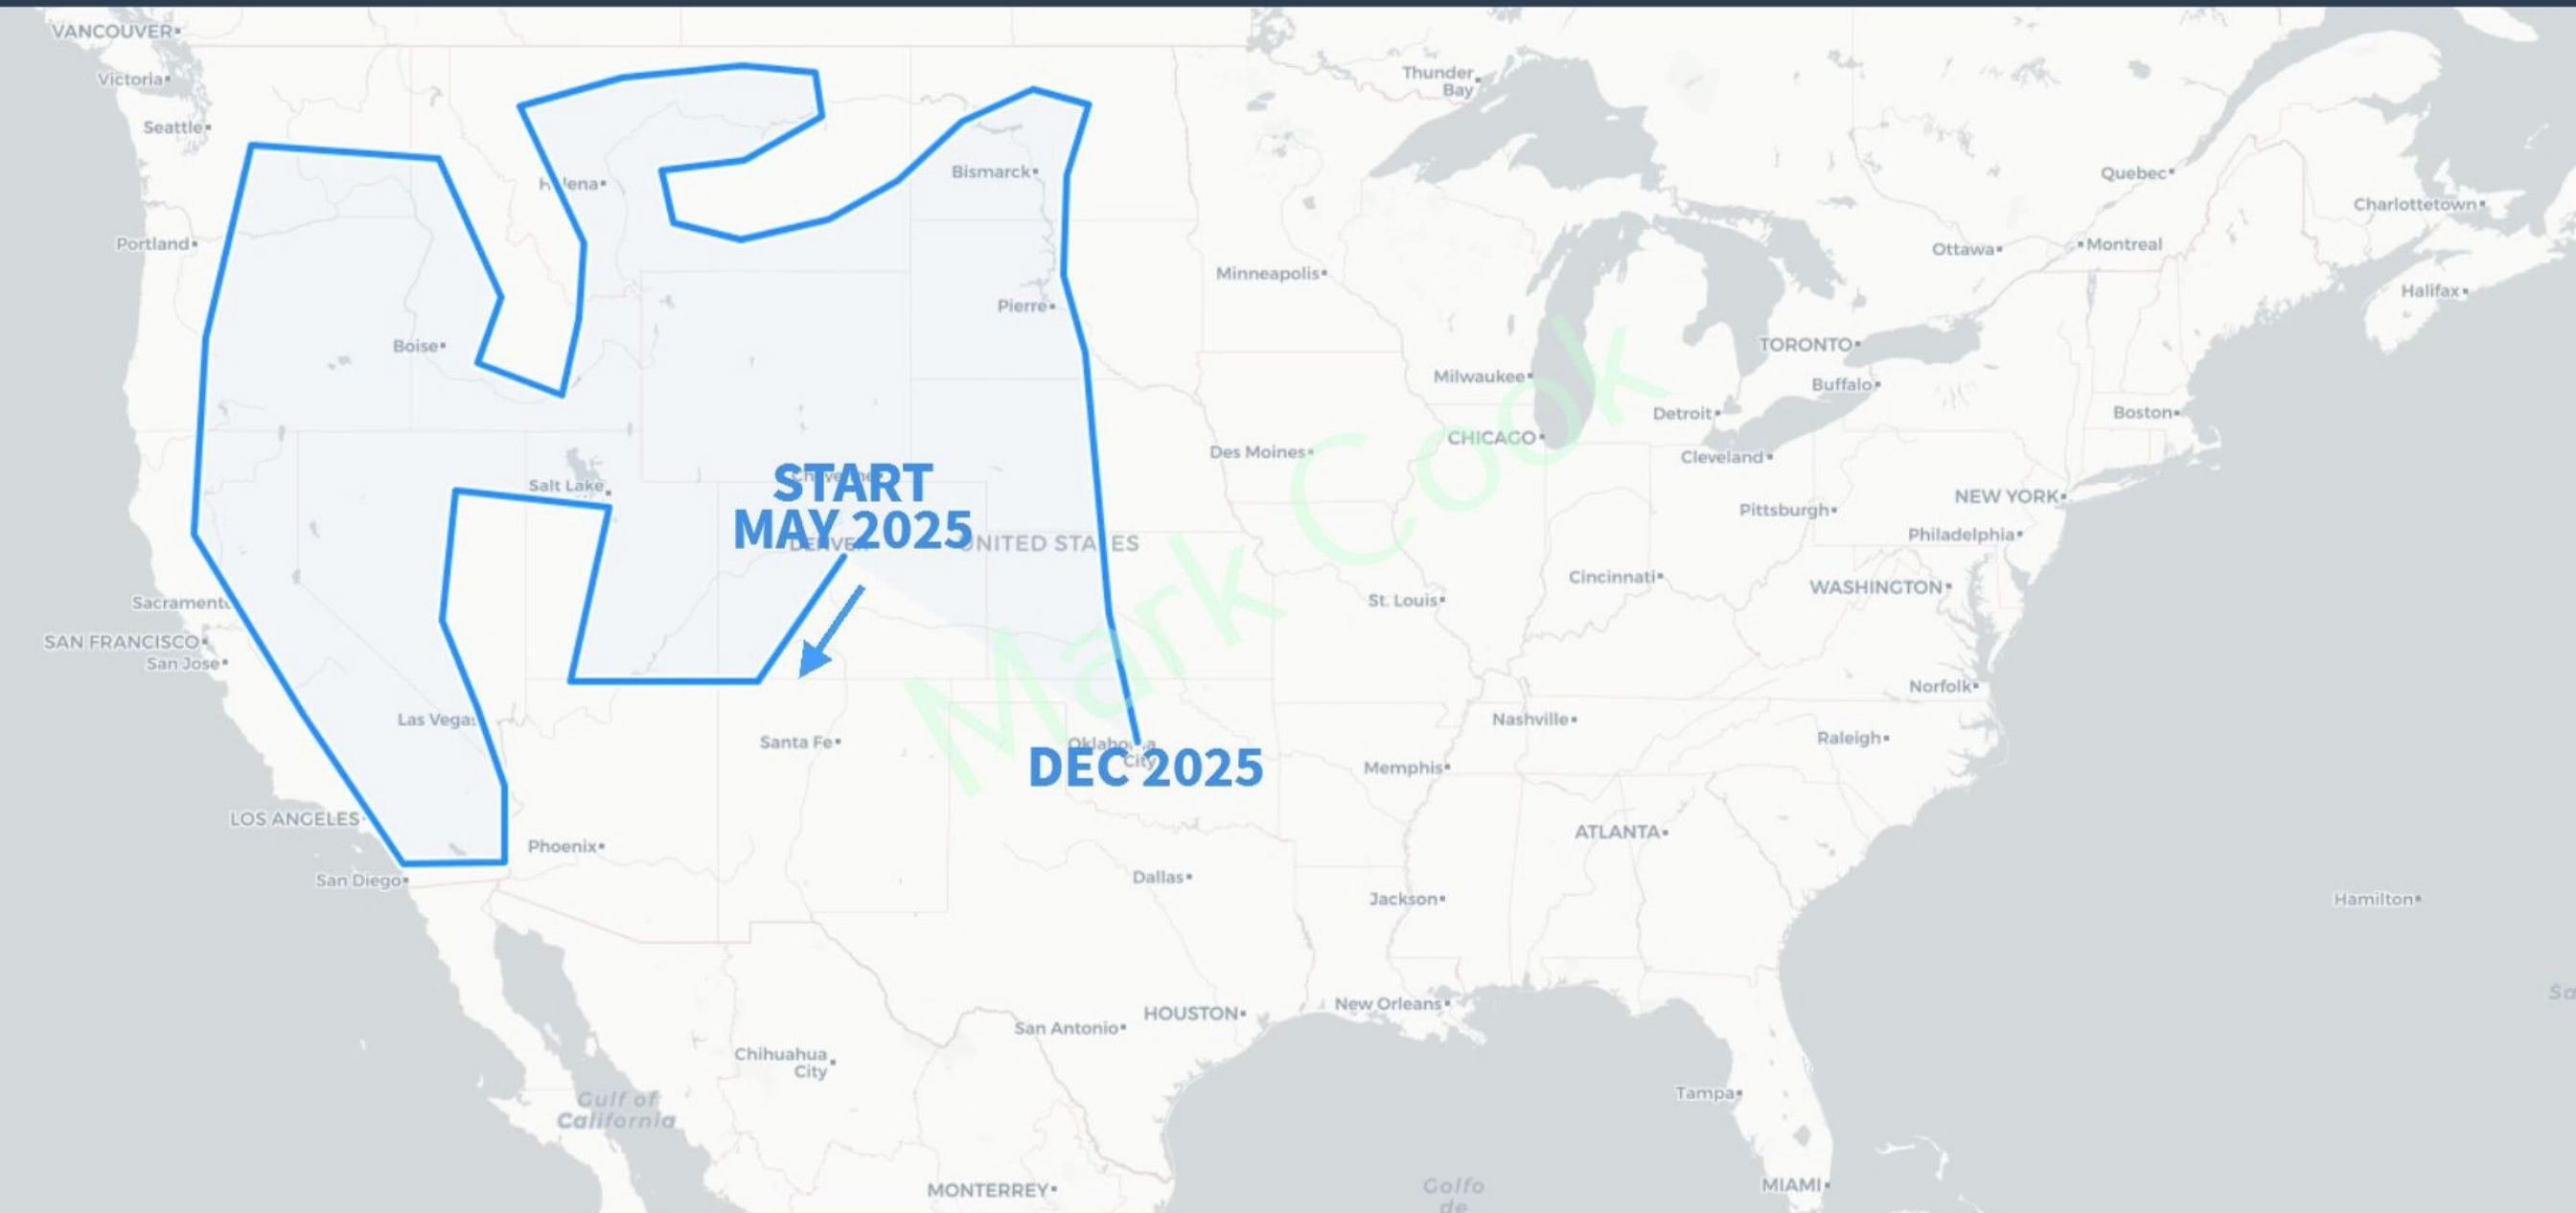 VANCOUVER
Victoria
Seattle
Portland
Helena
Bismarck
Pierre
Boise
Salt Lake
Cheyenne
START
MAY 2025
DENVER
UNITED STATES
Sacramento
SAN FRANCISCO
San Jose
Las Vegas
LOS ANGELES
San Diego
Phoenix
Santa Fe
Oklahoma
City
DEC 2025
Mark Cook
Thunder
Bay
Minneapolis
Milwaukee
CHICAGO
Des Moines
Detroit
TORONTO
Buffalo
Cleveland
Pittsburgh
NEW YORK
Philadelphia
WASHINGTON
Cincinnati
St. Louis
Norfolk
Nashville
Raleigh
Memphis
ATLANTA
Jackson
Dallas
New Orleans
HOUSTON
San Antonio
Chihuahua
City
Gulf of
California
MONTERREY
Golfo
de
Tampa
MIAMI
Hamilton
Sa
Quebec
Charlottetown
Ottawa
Montreal
Halifax
Boston